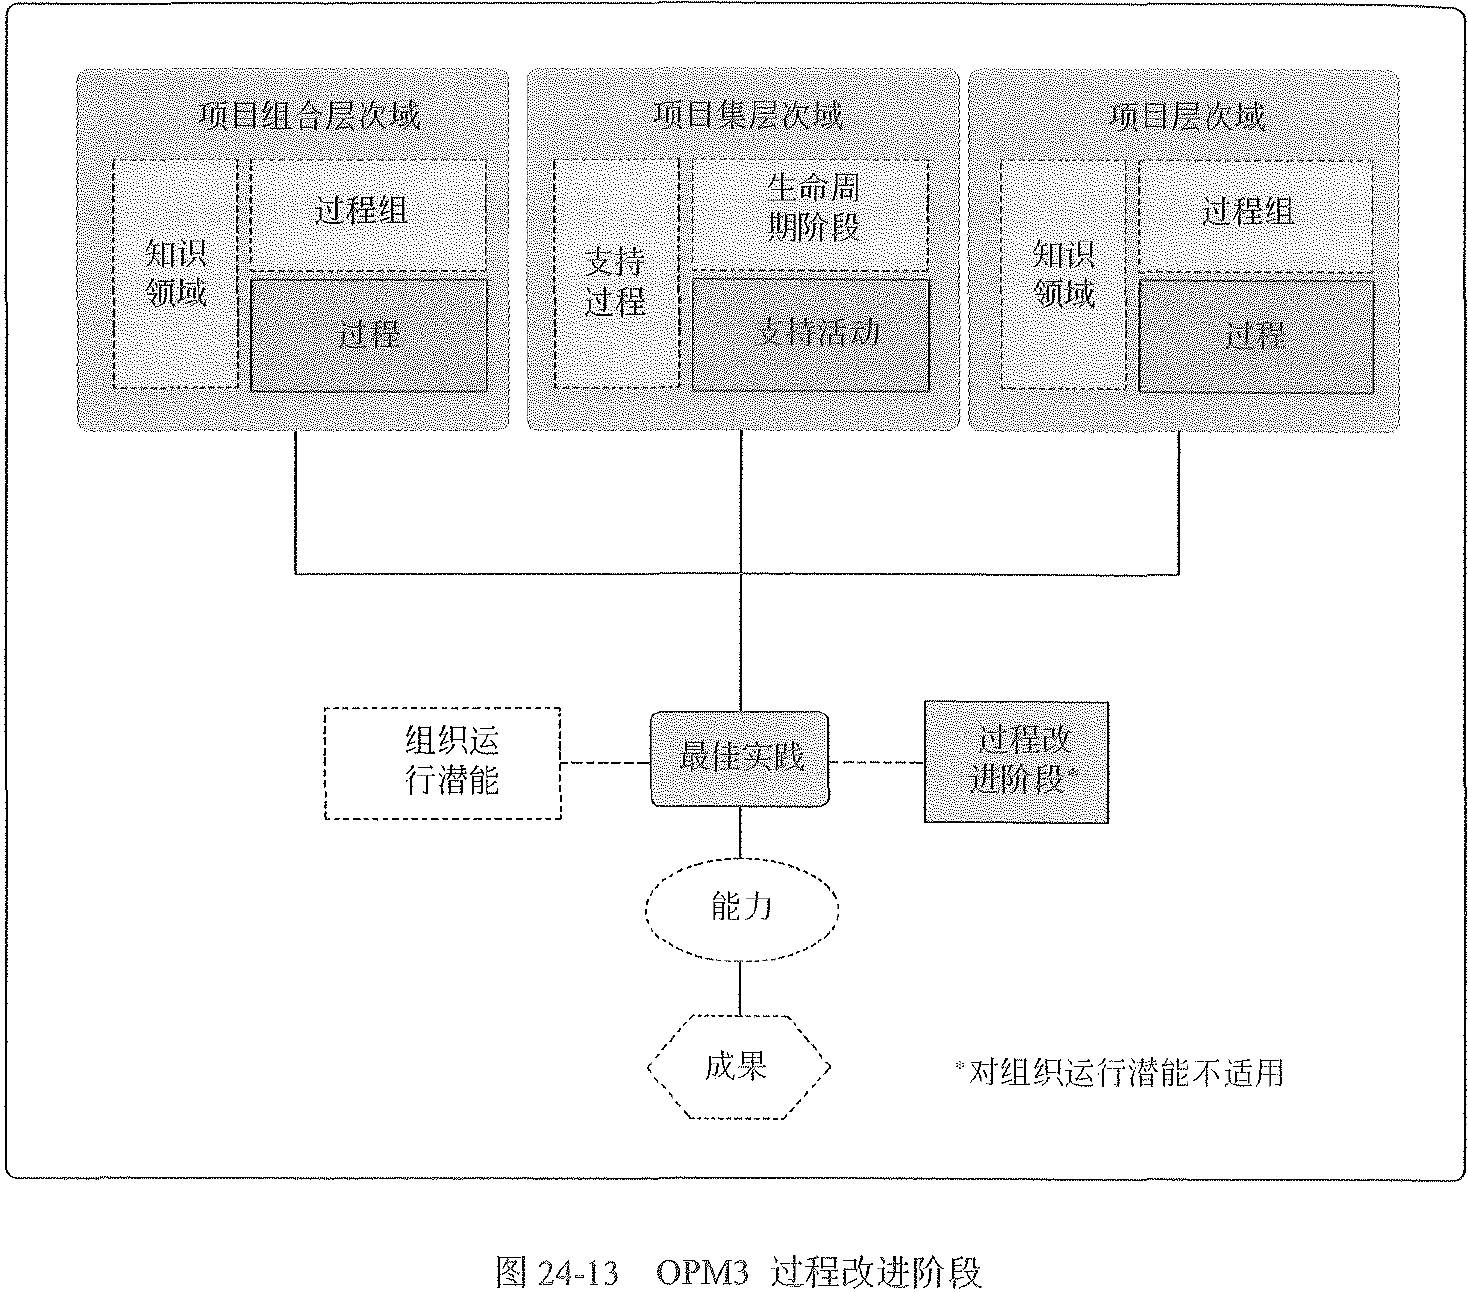 项目组合层次域
知识
领域
过程组
过程
项目集层次域
支持
过程
生命周
期阶段
支持活动
项目层次域
知识
领域
过程组
过程
组织运
行潜能
最佳实践
过程改
进阶段*
能力
成果
*对组织运行潜能不适用
图 24-13 OPM3 过程改进阶段